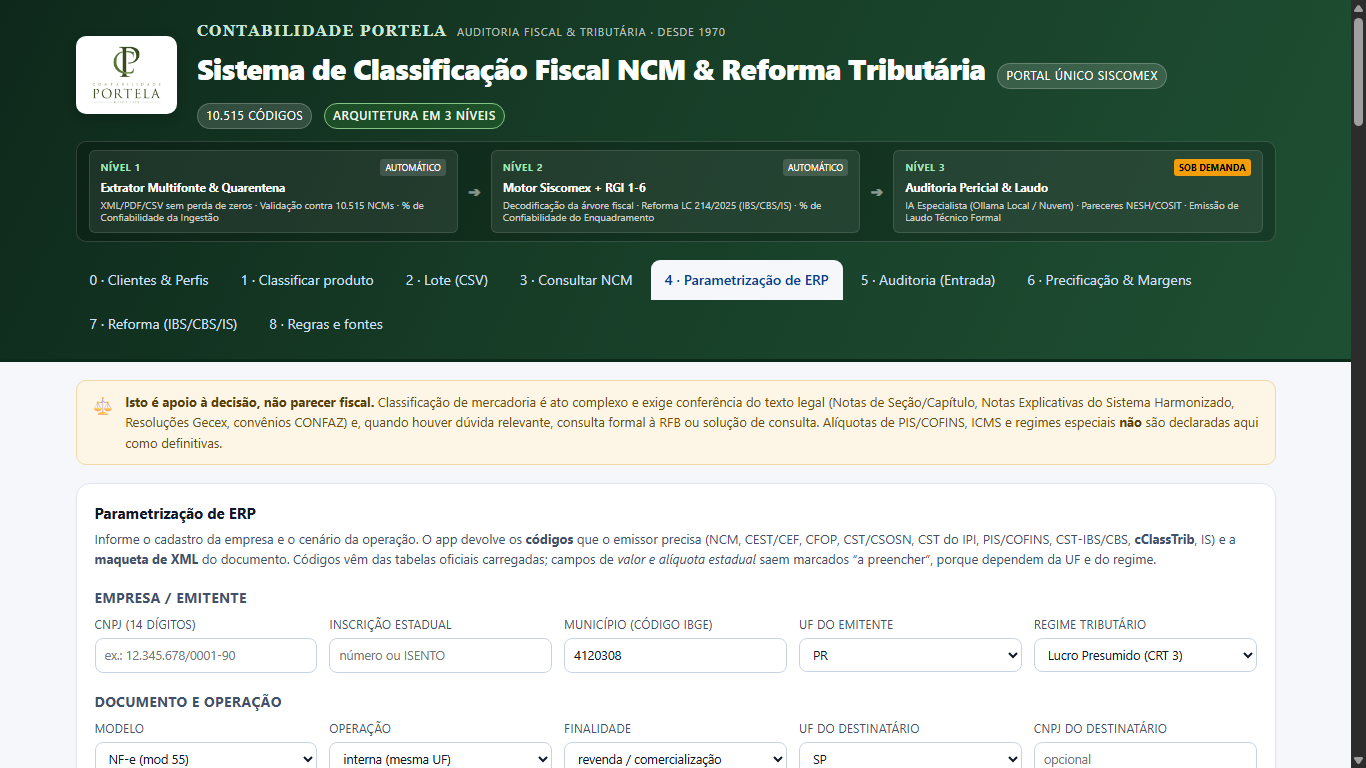 CONTABILIDADE PORTELA AUDITORIA FISCAL & TRIBUTÁRIA · DESDE 1970
CONTABILIDADE
PORTELA
Sistema de Classificação Fiscal NCM & Reforma Tributária PORTAL ÚNICO SISCOMEX
10.515 CÓDIGOS ARQUITETURA EM 3 NÍVEIS
NÍVEL 1 AUTOMÁTICO
Extrator Multifonte & Quarentena
XML/PDF/CSV sem perda de zeros · Validação contra 10.515 NCMs · % de
Confiabilidade da Ingestão
➔
NÍVEL 2 AUTOMÁTICO
Motor Siscomex + RGI 1-6
Decodificação da árvore fiscal · Reforma LC 214/2025 (IBS/CBS/IS) · % de
Confiabilidade do Enquadramento
➔
NÍVEL 3 SOB DEMANDA
Auditoria Pericial & Laudo
IA Especialista (Ollama Local / Nuvem) · Pareceres NESH/COSIT · Emissão de
Laudo Técnico Formal
0 · Clientes & Perfis 1 · Classificar produto 2 · Lote (CSV) 3 · Consultar NCM 4 · Parametrização de ERP 5 · Auditoria (Entrada) 6 · Precificação & Margens
7 · Reforma (IBS/CBS/IS) 8 · Regras e fontes
Isto é apoio à decisão, não parecer fiscal. Classificação de mercadoria é ato complexo e exige conferência do texto legal (Notas de Seção/Capítulo, Notas Explicativas do Sistema Harmonizado,
Resoluções Gecex, convênios CONFAZ) e, quando houver dúvida relevante, consulta formal à RFB ou solução de consulta. Alíquotas de PIS/COFINS, ICMS e regimes especiais não são declaradas aqui
como definitivas.
Parametrização de ERP
Informe o cadastro da empresa e o cenário da operação. O app devolve os códigos que o emissor precisa (NCM, CEST/CEF, CFOP, CST/CSOSN, CST do IPI, PIS/COFINS, CST-IBS/CBS, cClassTrib, IS) e a
maqueta de XML do documento. Códigos vêm das tabelas oficiais carregadas; campos de valor e alíquota estadual saem marcados “a preencher”, porque dependem da UF e do regime.
EMPRESA / EMITENTE
CNPJ (14 DÍGITOS) INSCRIÇÃO ESTADUAL MUNICÍPIO (CÓDIGO IBGE) UF DO EMITENTE REGIME TRIBUTÁRIO
ex.: 12.345.678/0001-90 número ou ISENTO 4120308 PR Lucro Presumido (CRT 3)
DOCUMENTO E OPERAÇÃO
MODELO OPERAÇÃO FINALIDADE UF DO DESTINATÁRIO CNPJ DO DESTINATÁRIO
NF-e (mod 55) interna (mesma UF) revenda / comercialização SP opcional